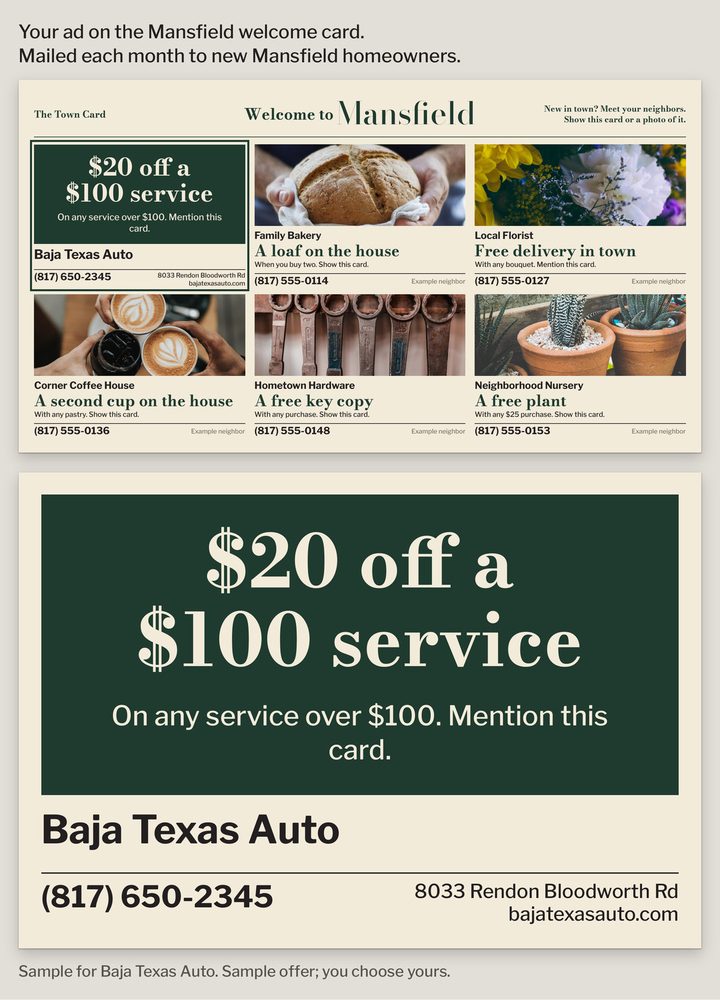 Your ad on the Mansfield welcome card.
Mailed each month to new Mansfield homeowners.
The Town Card
Welcome to Mansfield
New in town? Meet your neighbors.
Show this card or a photo of it.
$20 off a
$100 service
On any service over $100. Mention this
card.
Baja Texas Auto
(817) 650-2345
8033 Rendon Bloodworth Rd
bajatexasauto.com
Family Bakery
A loaf on the house
When you buy two. Show this card.
(817) 555-0114
Example neighbor
Local Florist
Free delivery in town
With any bouquet. Show this card.
(817) 555-0127
Example neighbor
Corner Coffee House
A second cup on the house
With any pastry. Show this card.
(817) 555-0136
Example neighbor
Hometown Hardware
A free key copy
With any purchase. Show this card.
(817) 555-0148
Example neighbor
Neighborhood Nursery
A free plant
With any $25 purchase. Show this card.
(817) 555-0153
Example neighbor
$20 off a
$100 service
On any service over $100. Mention this
card.
Baja Texas Auto
(817) 650-2345
8033 Rendon Bloodworth Rd
bajatexasauto.com
Sample for Baja Texas Auto. Sample offer; you choose yours.